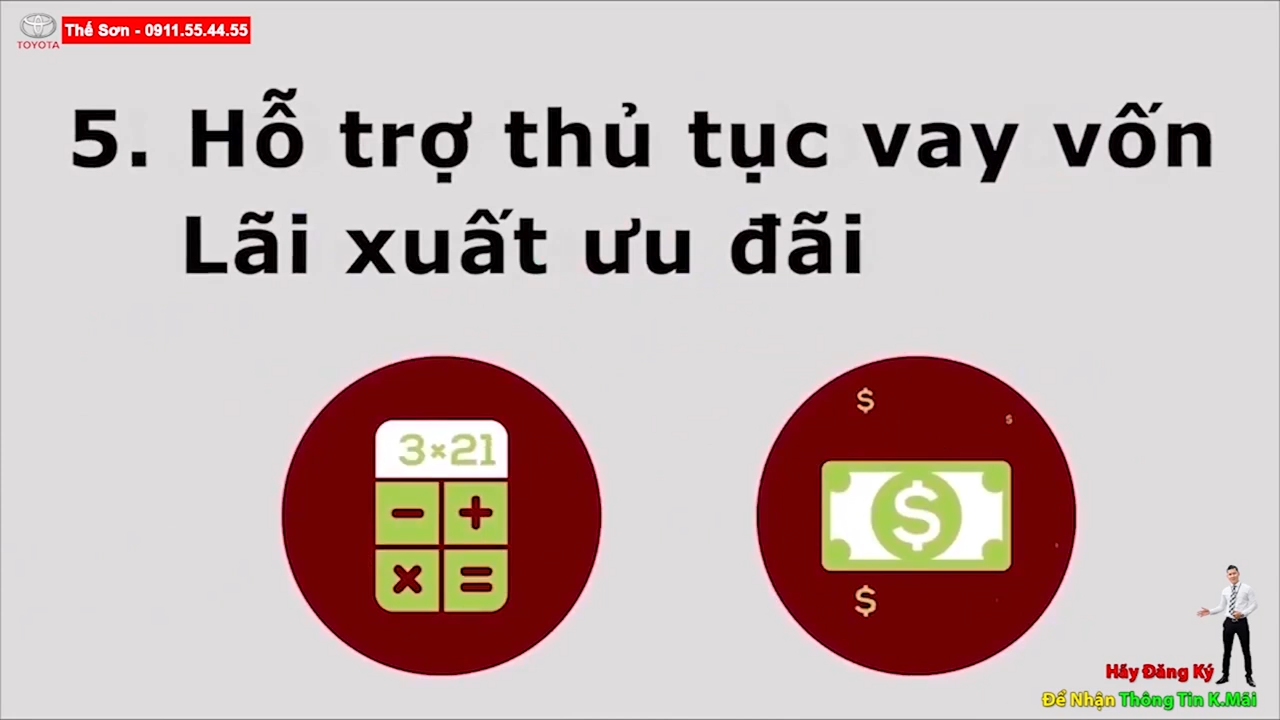 TOYOTA
Thế Sơn - 0911.55.44.55
5. Hỗ trợ thủ tục vay vốn
Lãi xuất ưu đãi
3×21
Hãy Đăng Ký
Để Nhận Thông Tin K.Mãi